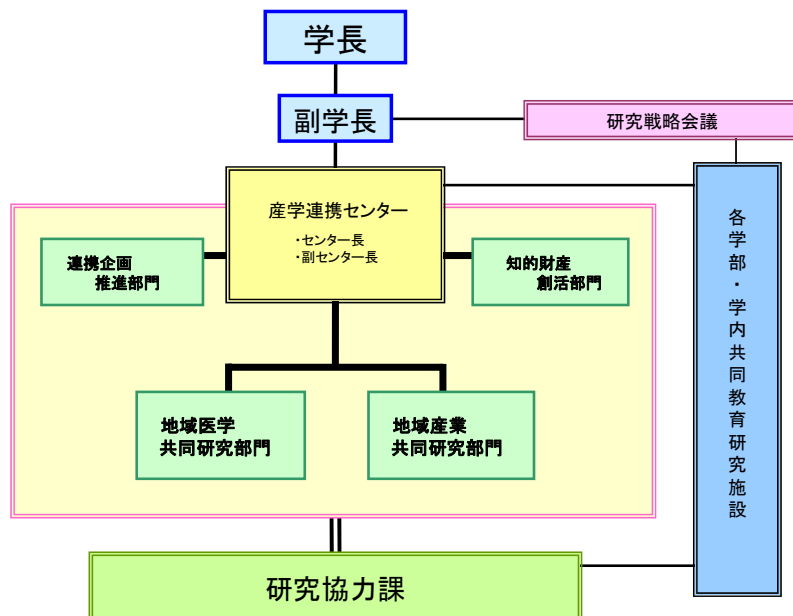 学長
副学長
研究戦略会議
産学連携センター
・センター長
・副センター長
連携企画
推進部門
知的財産
創活部門
地域医学
共同研究部門
地域産業
共同研究部門
各学部・学内共同教育研究施設
研究協力課